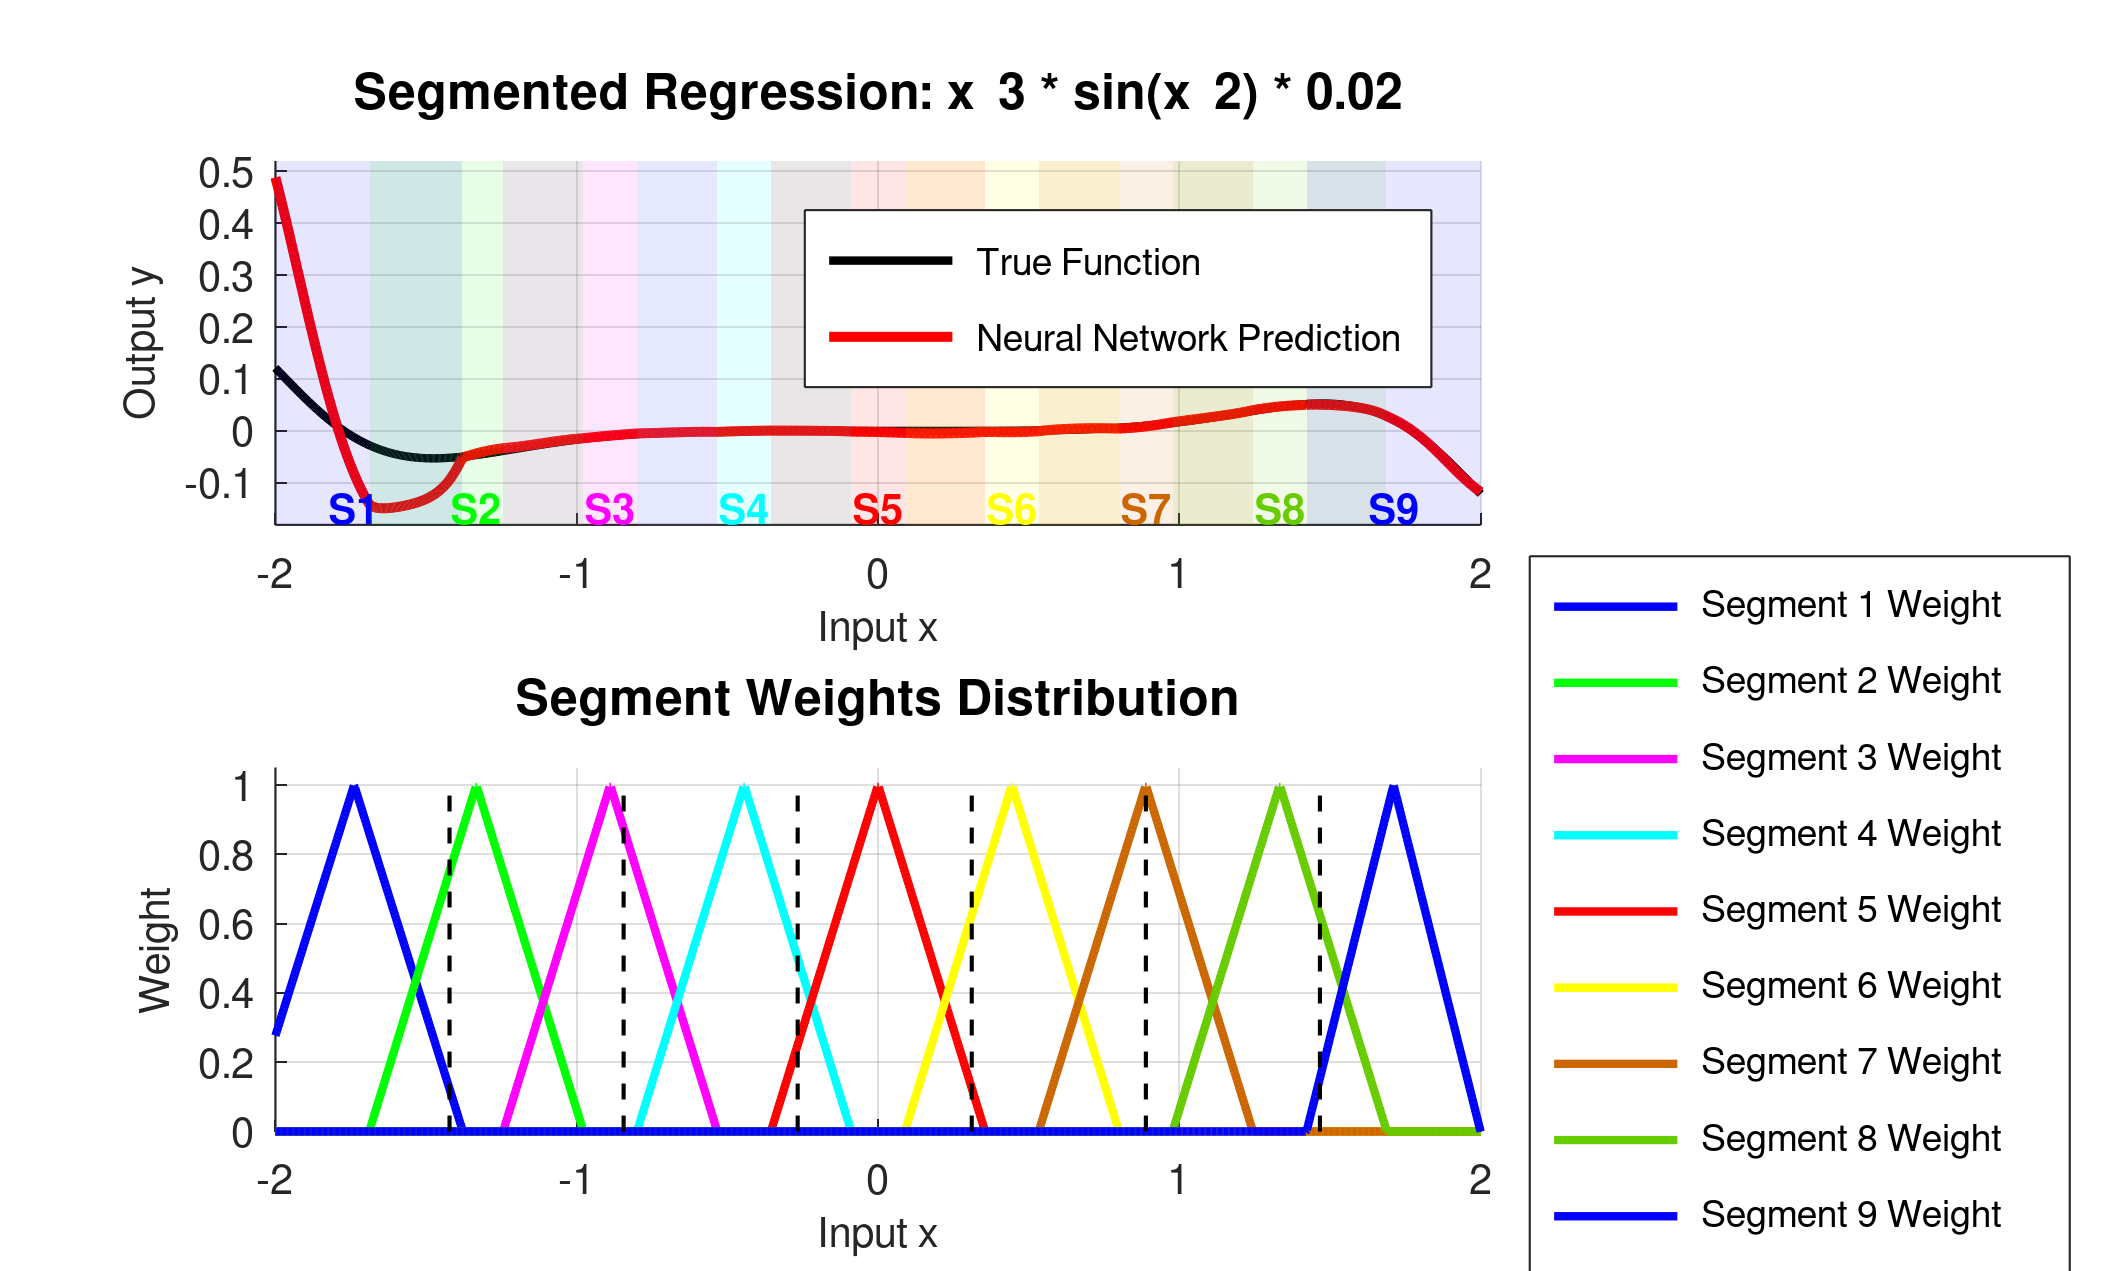 Segmented Regression: x 3 * sin(x 2) * 0.02
0.5
0.4
0.3
0.2
0.1
0
-0.1
Output y
True Function
Neural Network Prediction
S1 S2 S3 S4 S5 S6 S7 S8 S9
-2 -1 0 1 2
Input x
Segment Weights Distribution
1
0.8
0.6
0.4
0.2
0
Weight
-2 -1 0 1 2
Input x
Segment 1 Weight
Segment 2 Weight
Segment 3 Weight
Segment 4 Weight
Segment 5 Weight
Segment 6 Weight
Segment 7 Weight
Segment 8 Weight
Segment 9 Weight